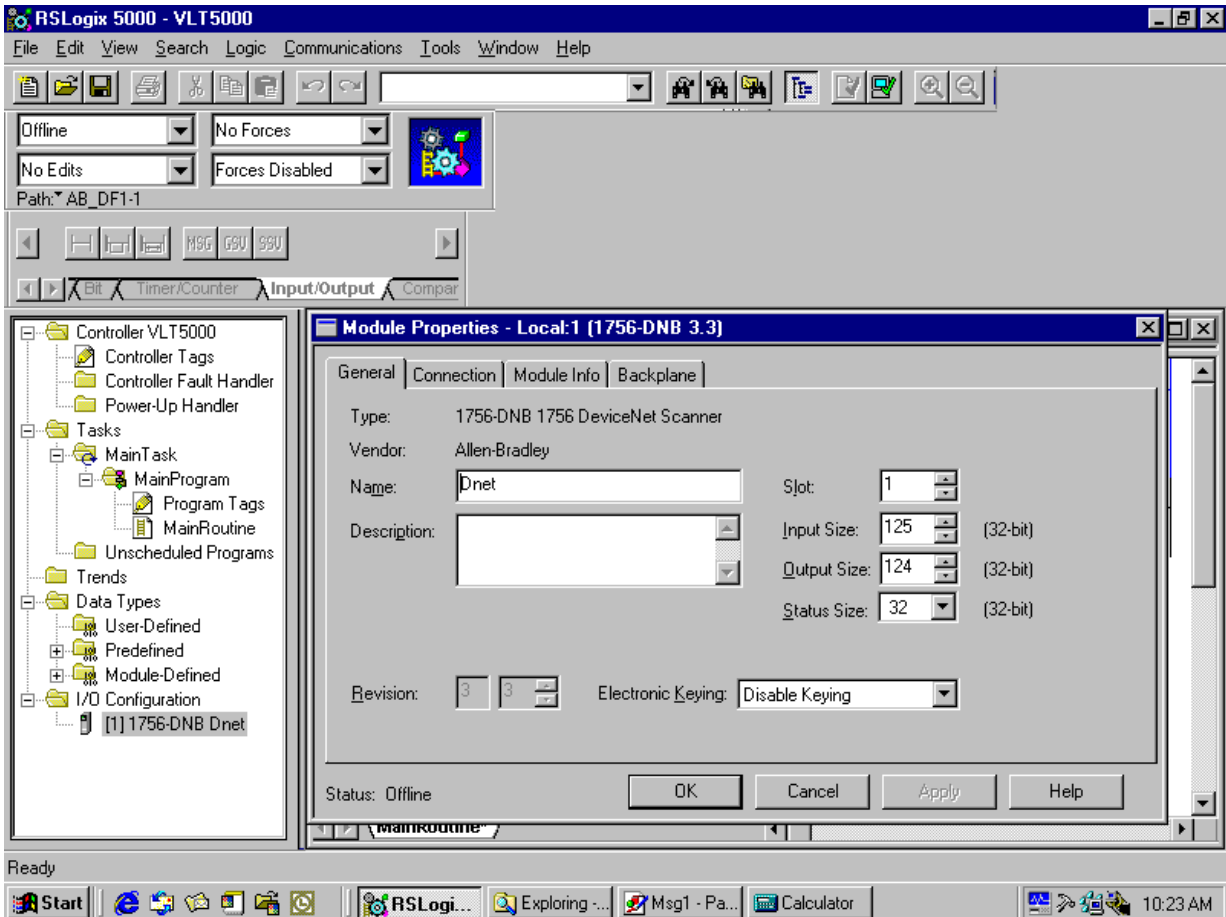 RSLogix 5000 - VLT5000
File Edit View Search Logic Communications Tools Window Help
Offline No Forces
No Edits Forces Disabled
Path: AB_DF1-1
MSG GSV SSV
Bit Timer/Counter Input/Output Compar
Controller VLT5000
Controller Tags
Controller Fault Handler
Power-Up Handler
Tasks
MainTask
MainProgram
Program Tags
MainRoutine
Unscheduled Programs
Trends
Data Types
User-Defined
Predefined
Module-Defined
I/O Configuration
[1] 1756-DNB Dnet
Module Properties - Local:1 (1756-DNB 3.3)
General Connection Module Info Backplane
Type: 1756-DNB 1756 DeviceNet Scanner
Vendor: Allen-Bradley
Name: Dnet Slot: 1
Description: Input Size: 125 (32-bit)
Output Size: 124 (32-bit)
Status Size: 32 (32-bit)
Revision: 3 3 Electronic Keying: Disable Keying
Status: Offline OK Cancel Apply Help
MainRoutine*
Ready
Start RSLogi... Exploring -... Msg1 - Pa... Calculator 10:23 AM